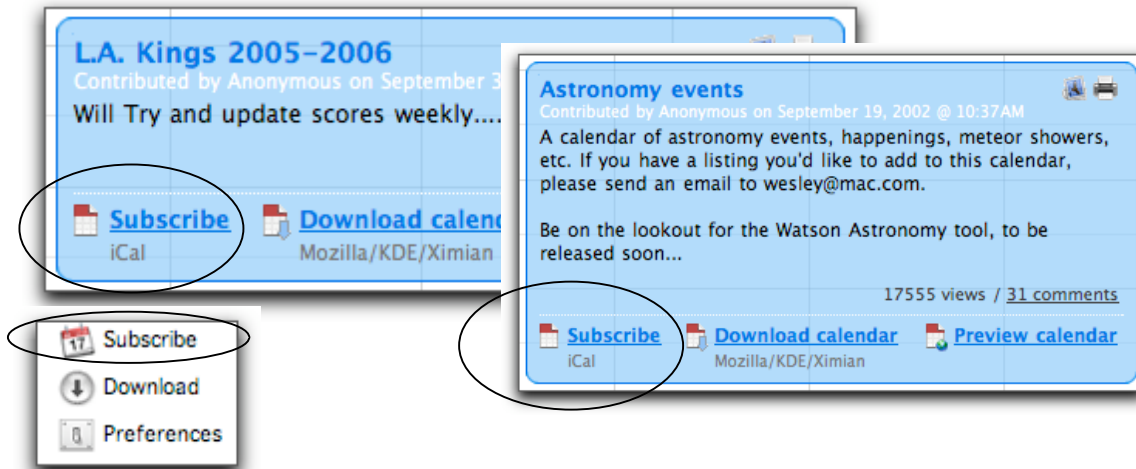 L.A. Kings 2005-2006
Contributed by Anonymous on September 3
Will Try and update scores weekly....
Subscribe
Download calend
iCal
Mozilla/KDE/Ximian
Astronomy events
Contributed by Anonymous on September 19, 2002 @ 10:37AM
A calendar of astronomy events, happenings, meteor showers,
etc. If you have a listing you'd like to add to this calendar,
please send an email to wesley@mac.com.
Be on the lookout for the Watson Astronomy tool, to be
released soon...
17555 views / 31 comments
Subscribe
Download calendar
Preview calendar
iCal
Mozilla/KDE/Ximian
17
Subscribe
Download
Preferences